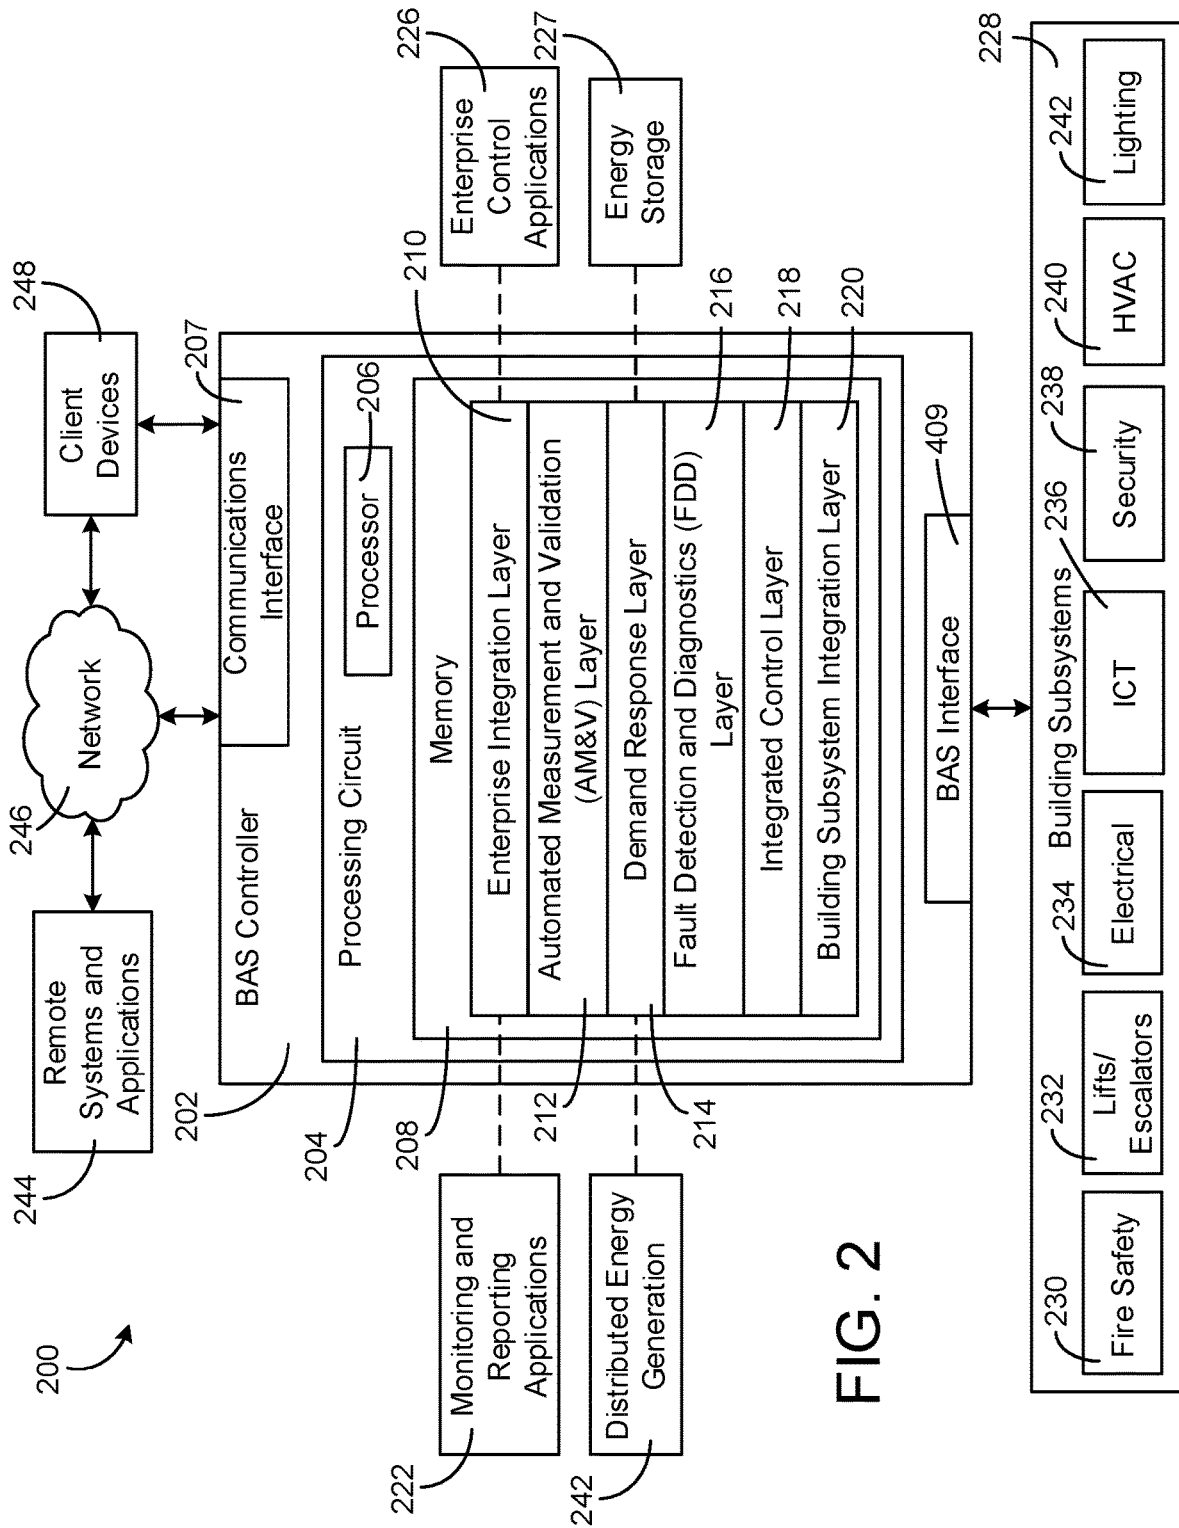 200
244
Remote
Systems and
Applications
246
Network
248
Client
Devices
202
BAS Controller
Communications
Interface
207
204
Processing Circuit
Processor
206
208
Memory
210
Enterprise Integration Layer
212
Automated Measurement and Validation
(AM&V) Layer
214
Demand Response Layer
216
Fault Detection and Diagnostics (FDD)
Layer
218
Integrated Control Layer
220
Building Subsystem Integration Layer
BAS Interface
409
222
Monitoring and
Reporting
Applications
242
Distributed Energy
Generation
226
Enterprise
Control
Applications
227
Energy
Storage
228
Building Subsystems
230
Fire Safety
232
Lifts/
Escalators
234
Electrical
236
ICT
238
Security
240
HVAC
242
Lighting
FIG. 2